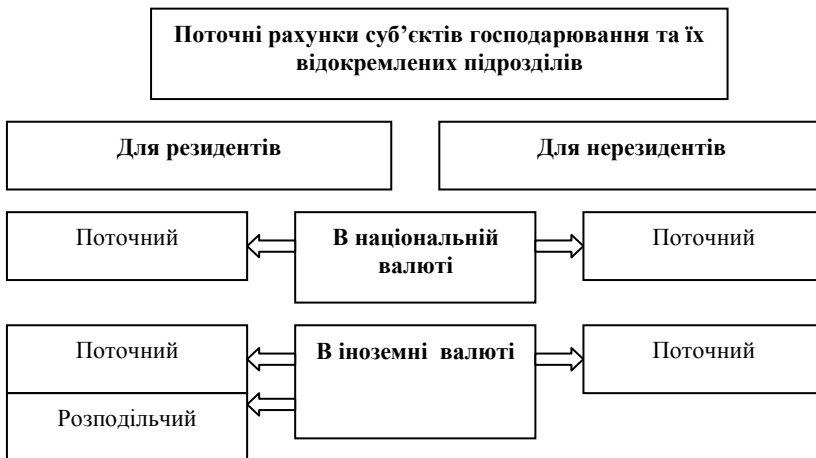 Поточні рахунки суб’єктів господарювання та їх
відокремлених підрозділів
Для резидентів
Для нерезидентів
Поточний
В національній
валюті
Поточний
Поточний
В іноземні валюті
Поточний
Розподільчий